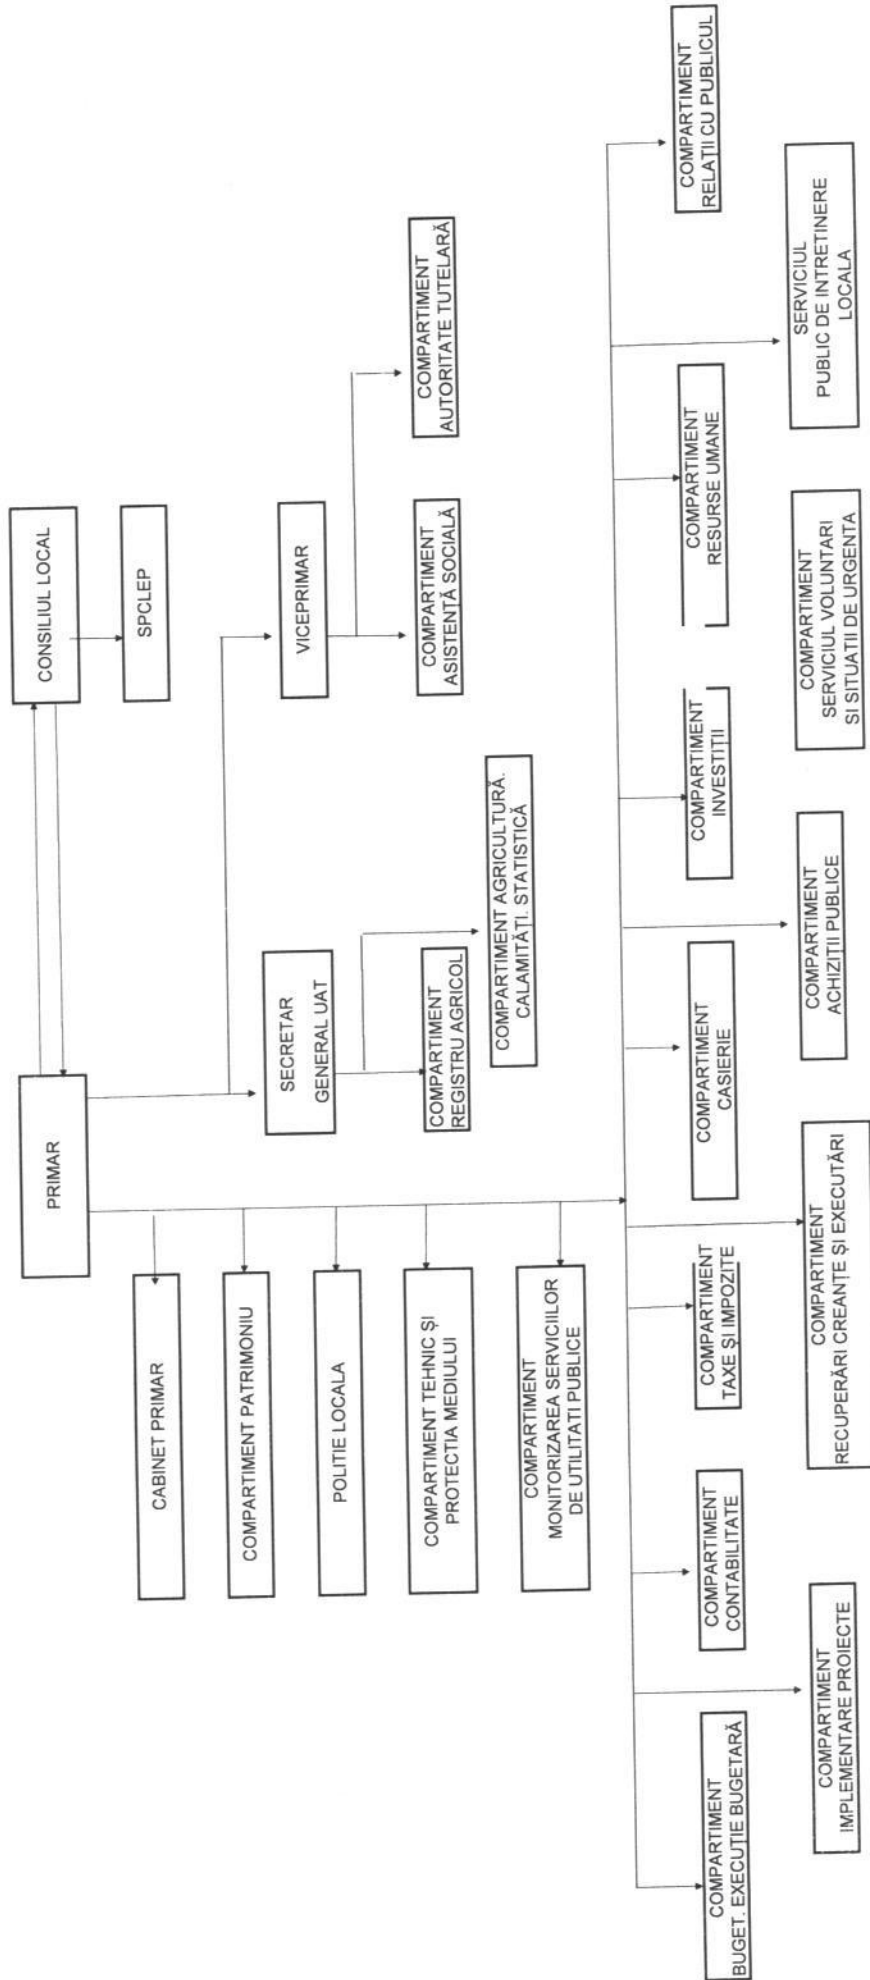 PRIMAR
CONSILIUL LOCAL
SPCLEP
CABINET PRIMAR
COMPARTIMENT PATRIMONIU
POLITIE LOCALA
COMPARTIMENT TEHNIC ȘI
PROTECTIA MEDIULUI
COMPARTIMENT
MONITORIZAREA SERVICIILOR
DE UTILITATI PUBLICE
SECRETAR
GENERAL UAT
VICEPRIMAR
COMPARTIMENT
REGISTRU AGRICOL
COMPARTIMENT AGRICULTURĂ.
CALAMITĂȚI. STATISTICĂ
COMPARTIMENT
ASISTENȚĂ SOCIALĂ
COMPARTIMENT
AUTORITATE TUTELARĂ
COMPARTIMENT
BUGET. EXECUȚIE BUGETARĂ
COMPARTIMENT
CONTABILITATE
COMPARTIMENT
TAXE ȘI IMPOZITE
COMPARTIMENT
CASIERIE
COMPARTIMENT
INVESTIȚII
COMPARTIMENT
RESURSE UMANE
COMPARTIMENT
RELAȚII CU PUBLICUL
COMPARTIMENT
IMPLEMENTARE PROIECTE
COMPARTIMENT
RECUPERĂRI CREANȚE ȘI EXECUTĂRI
COMPARTIMENT
ACHIZIȚII PUBLICE
COMPARTIMENT
SERVICIUL VOLUNTARI
SI SITUATII DE URGENTA
SERVICIUL
PUBLIC DE INTRETINERE
LOCALA